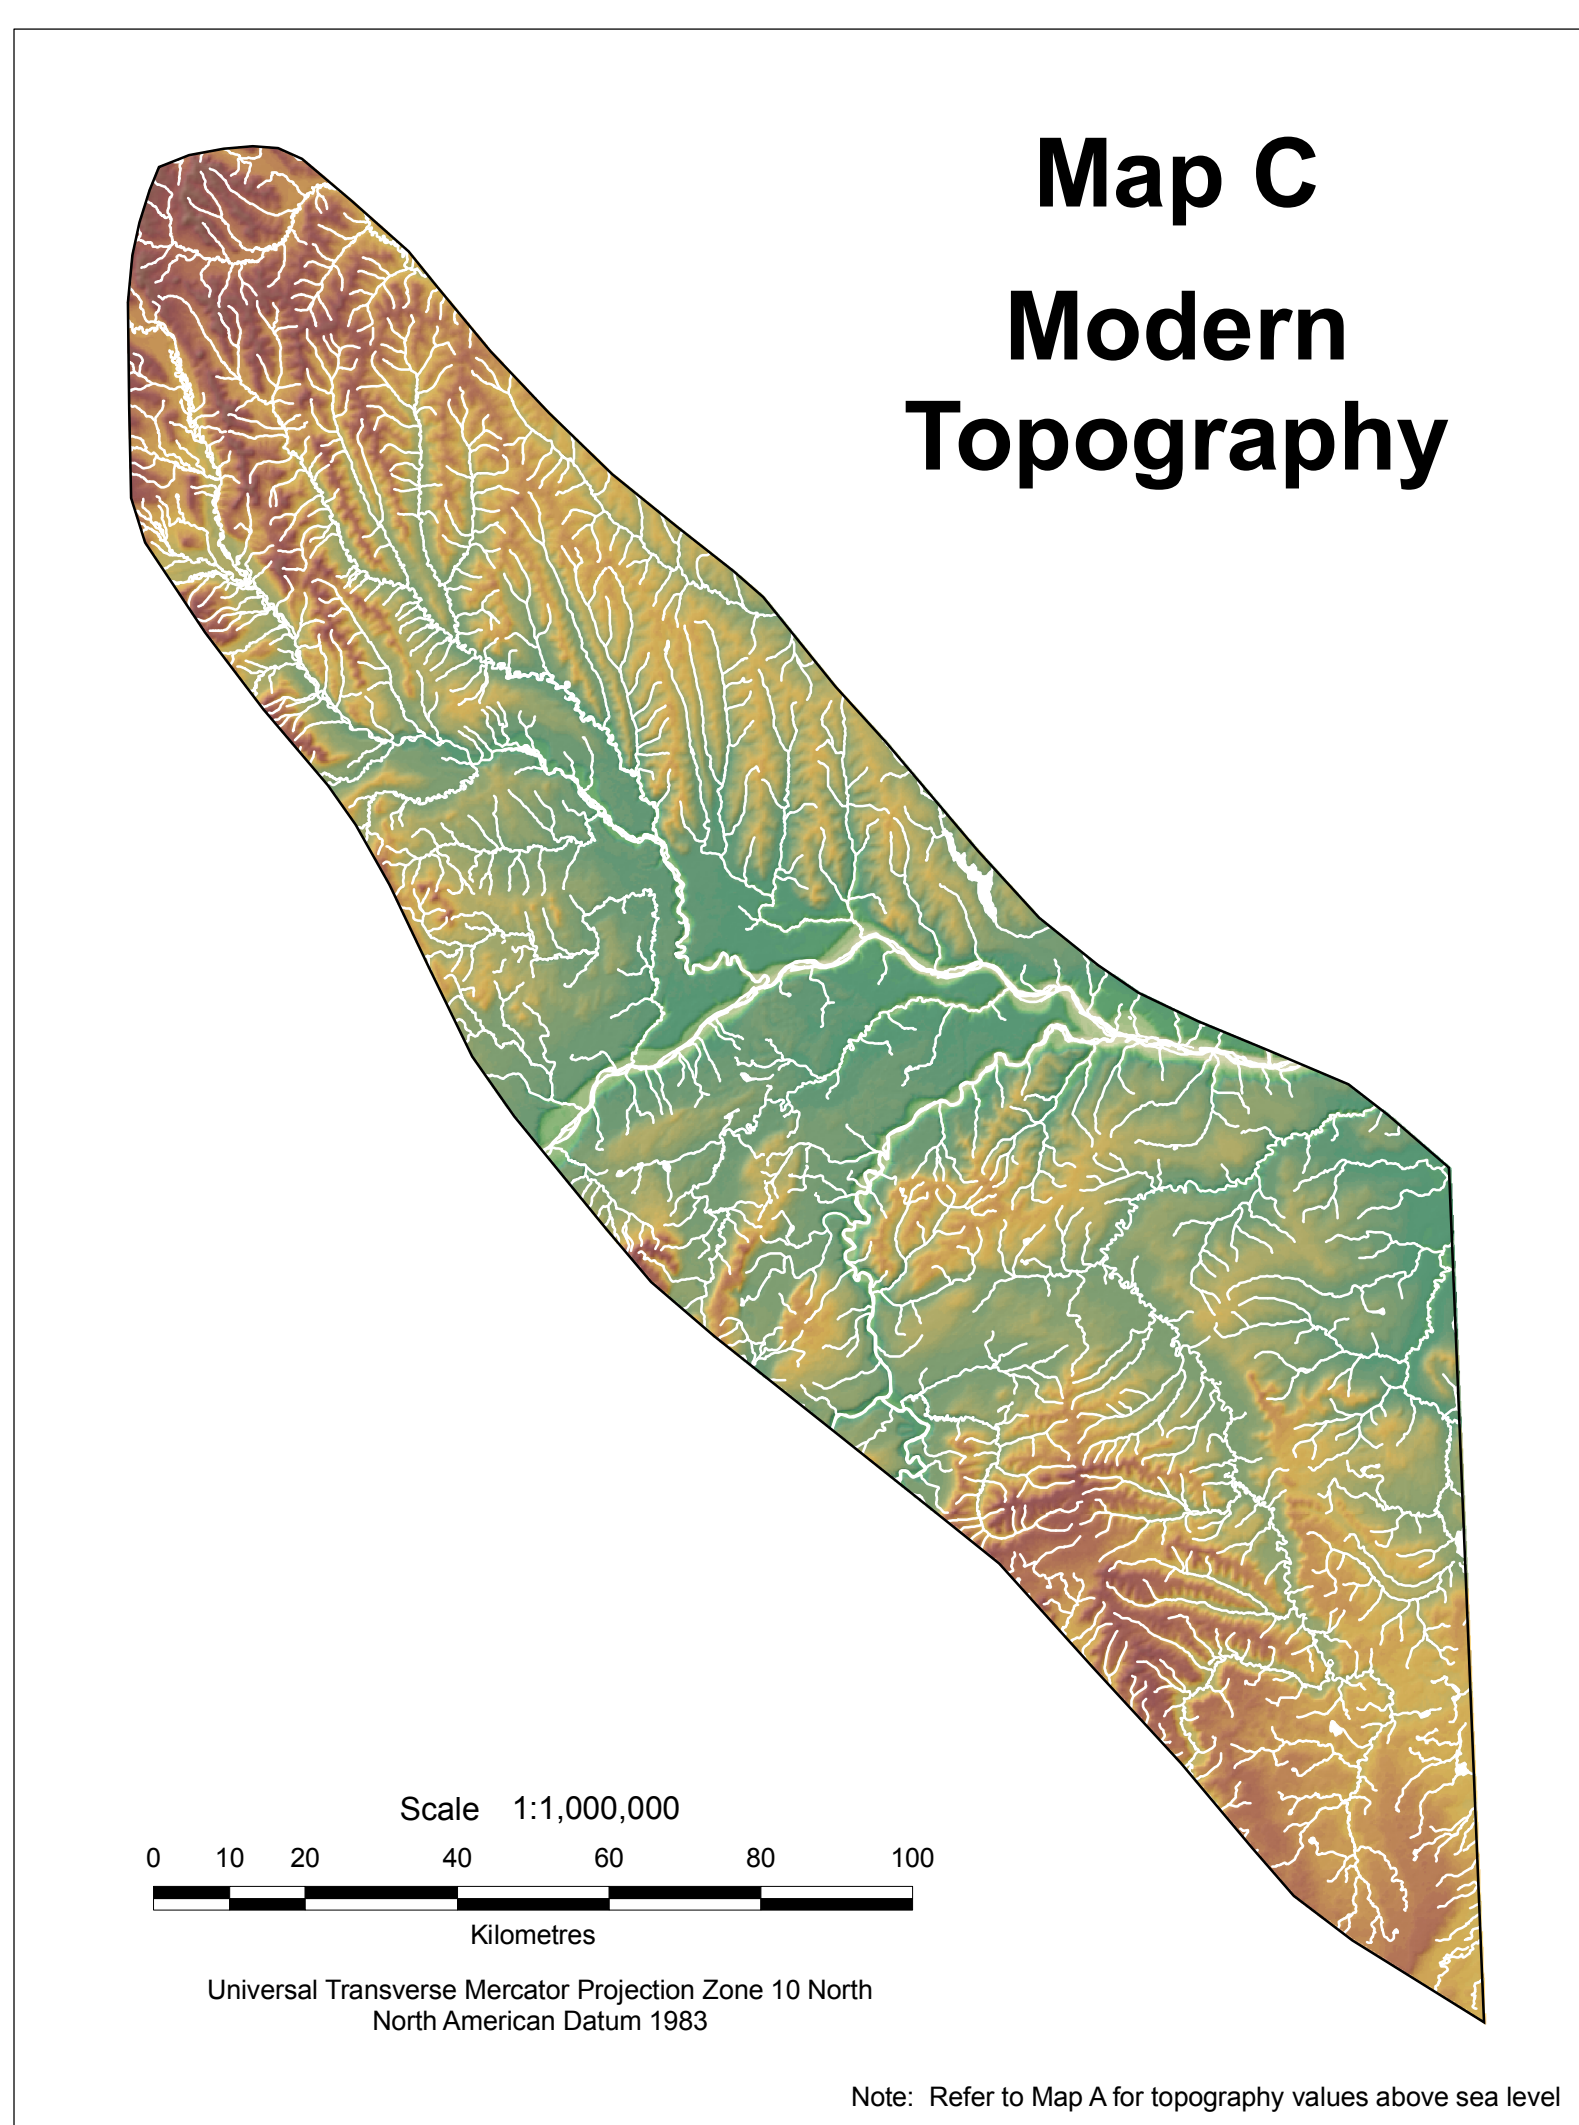 Map C
Modern
Topography
Scale 1:1,000,000
0 10 20 40 60 80 100
Kilometres
Universal Transverse Mercator Projection Zone 10 North
North American Datum 1983
Note: Refer to Map A for topography values above sea level